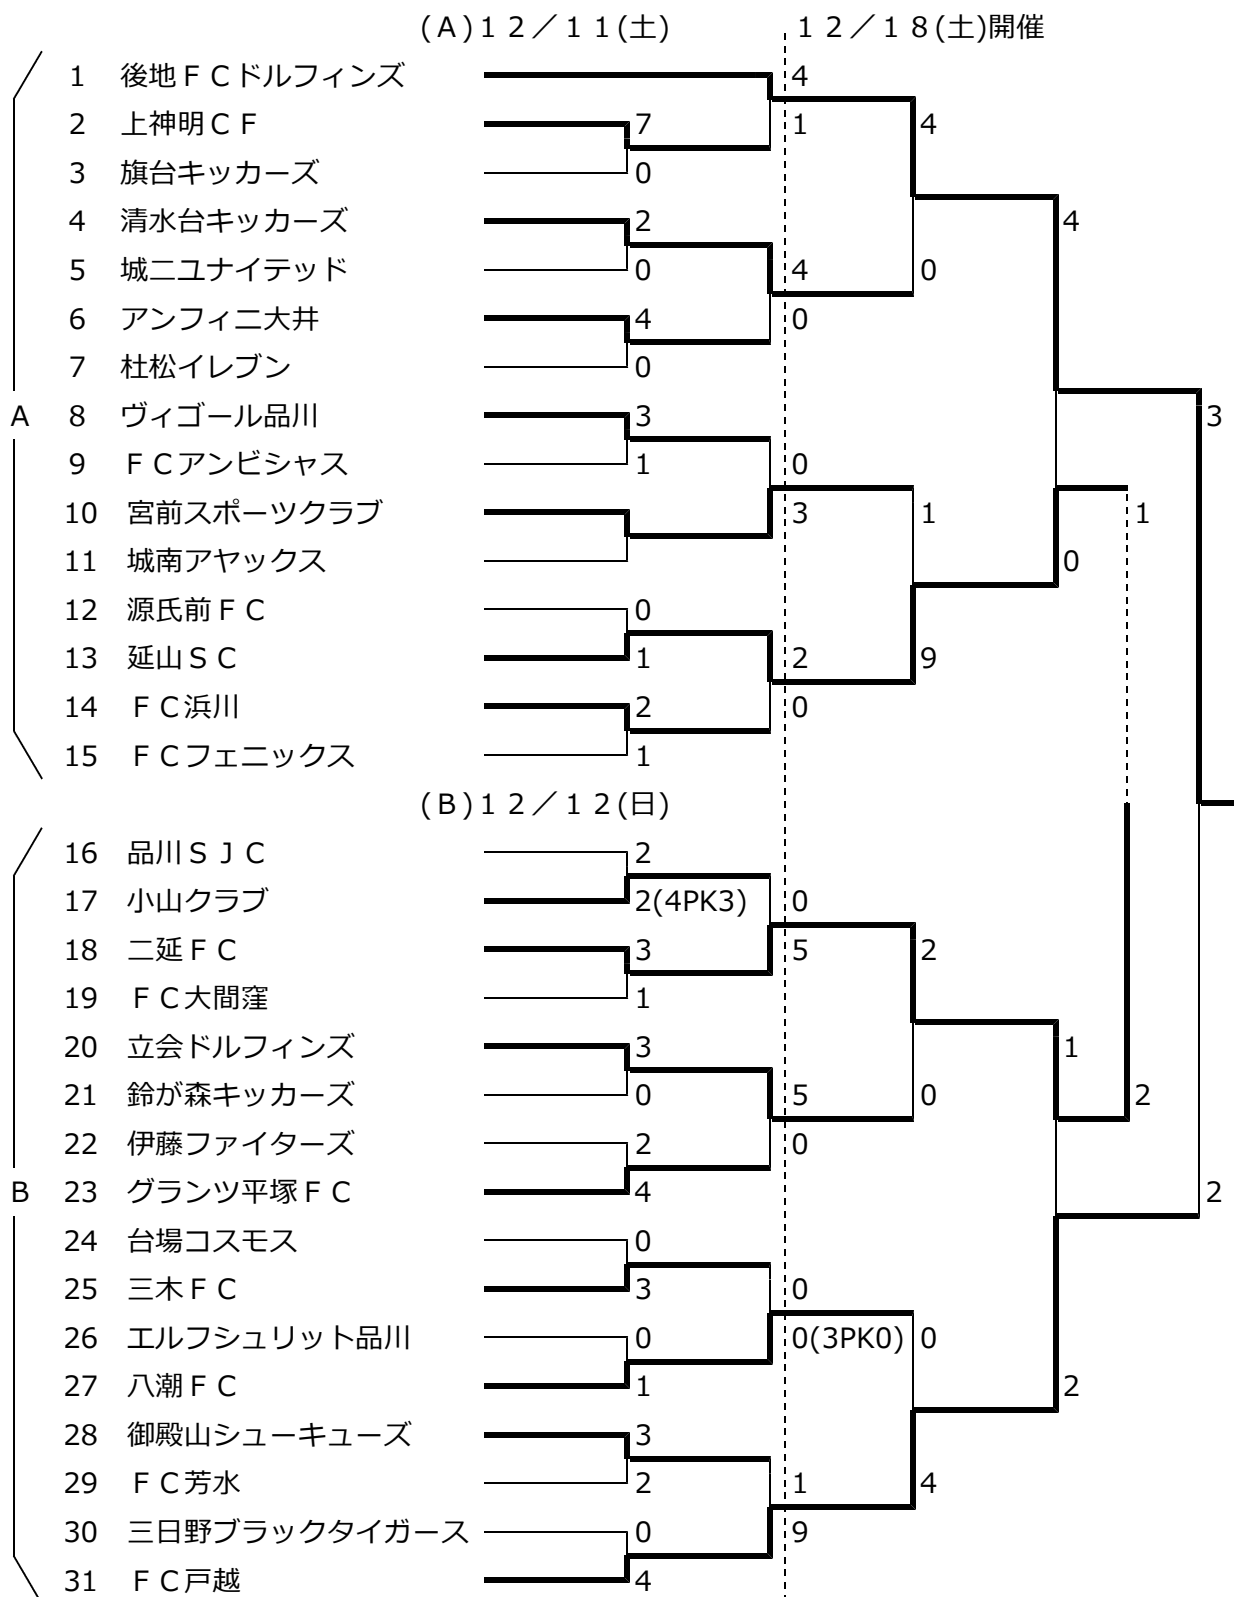 (A)１２／１１(土)　１２／１８(土)開催
1 後地ＦＣドルフィンズ 4
2 上神明ＣＦ 7 1 4
3 旗台キッカーズ 0
4 清水台キッカーズ 2 4
5 城二ユナイテッド 0 4 0
6 アンフィニ大井 4 0
7 杜松イレブン 0
A 8 ヴィゴール品川 3 3
9 ＦＣアンビシャス 1 0
10 宮前スポーツクラブ 3 1 1
11 城南アヤックス 0
12 源氏前ＦＣ 0
13 延山ＳＣ 1 2 9
14 ＦＣ浜川 2 0
15 ＦＣフェニックス 1
(B)１２／１２(日)
16 品川ＳＪＣ 2
17 小山クラブ 2(4PK3) 0
18 二延ＦＣ 3 5 2
19 ＦＣ大間窪 1
20 立会ドルフィンズ 3 1
21 鈴が森キッカーズ 0 5 0 2
22 伊藤ファイターズ 2 0
B 23 グランツ平塚ＦＣ 4 2
24 台場コスモス 0
25 三木ＦＣ 3 0
26 エルフシュリット品川 0 0(3PK0) 0
27 八潮ＦＣ 1 2
28 御殿山シューキューズ 3
29 ＦＣ芳水 2 1 4
30 三日野ブラックタイガース 0 9
31 ＦＣ戸越 4